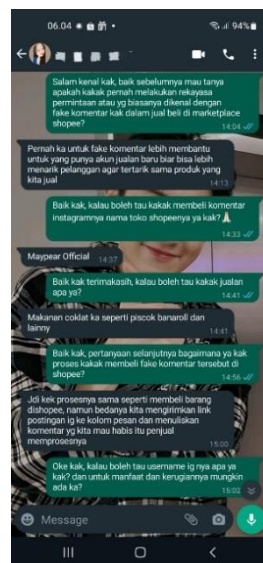 06.04
94%
Salam kenal kak, baik sebelumnya mau tanya
apakah kakak pernah melakukan rekayasa
permintaan atau yg biasanya dikenal dengan
fake komentar kak dalam jual beli di marketplace
shopee?
14:04
Pernah ka untuk fake komentar lebih membantu
untuk yang punya akun jualan baru biar bisa lebih
menarik pelanggan agar tertarik sama produk yang
kita jual
14:13
Baik kak, kalau boleh tau kakak membeli komentar
instagramnya nama toko shopeenya ya kak?🙏
14:33
Maypear Official 14:37
Baik kak terimakasih, kalau boleh tau kakak jualan
apa ya?
14:41
Makanan coklat ka seperti piscok banaroll dan
lainny
14:41
Baik kak, pertanyaan selanjutnya bagaimana ya kak
proses kakak membeli fake komentar tersebut di
shopee?
14:56
Jdi kek prosesnya sama seperti membeli barang
dishopee, namun bedanya kita mengirimkan link
postingan ig ke kolom pesan dan menuliskan
komentar yg kita mau habis itu penjual
memprosesnya
15:00
Oke kak, kalau boleh tau username ig nya apa ya
kak? dan untuk manfaat dan kerugiannya mungkin
ada ka?
15:02
Message